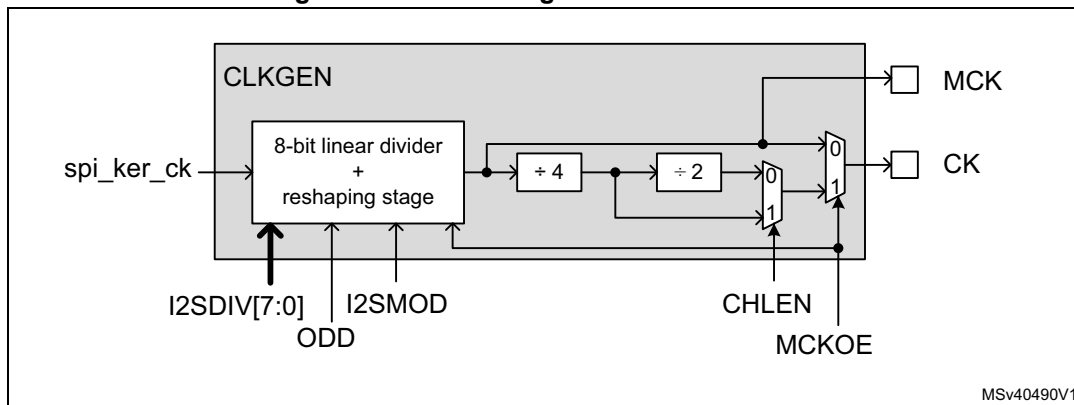 CLKGEN
MCK
8-bit linear divider
+
reshaping stage
spi_ker_ck
÷ 4
÷ 2
0
1
0
1
CK
I2SDIV[7:0]
I2SMOD
ODD
CHLEN
MCKOE
MSv40490V1